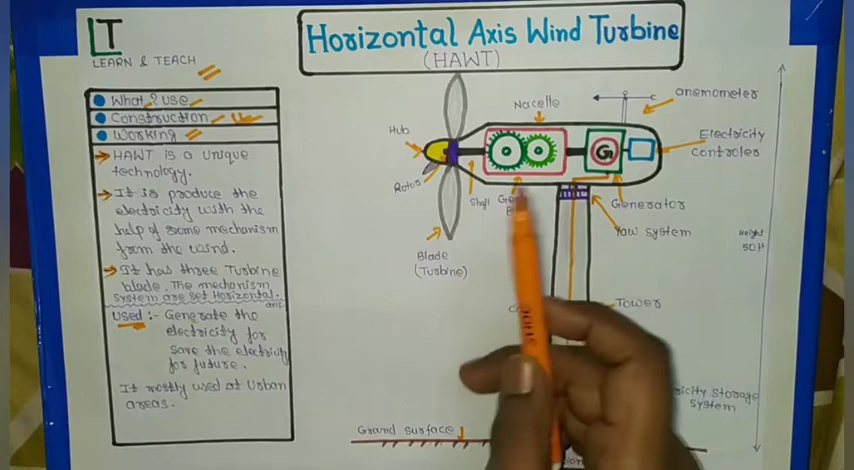 LT
LEARN & TEACH
Horizontal Axis Wind Turbine
(HAWT)
What ? use
Construction
Working
HAWT is a unique
technology.
It is produce the
electricity with the
help of some mechanism
from the wind.
It has three Turbine
blade. The mechanism
system are set Horizontal.
axis
Used :- Generate the
electricity for
save the electricity
for future.
It mostly used at Urban
areas.
Nacelle
anemometer
Hub
Electricity
controler
G
Rotor
Shaft
Generator
Yaw system
Blade
(Turbine)
Height
50ft
Tower
Storage
system
Grand surface